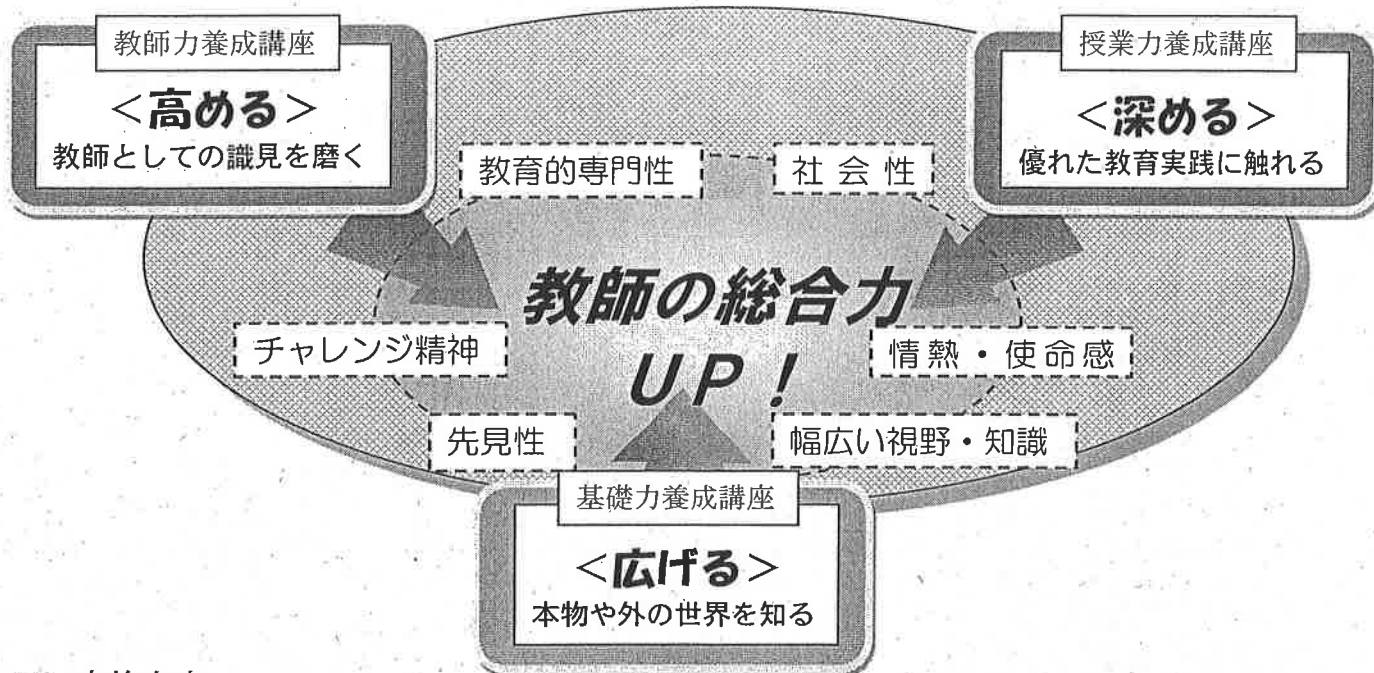 教師力養成講座
<高める>
教師としての識見を磨く
授業力養成講座
<深める>
優れた教育実践に触れる
教育的専門性
社会性
教師の総合力
UP！
チャレンジ精神
情熱・使命感
先見性
幅広い視野・知識
基礎力養成講座
<広げる>
本物や外の世界を知る